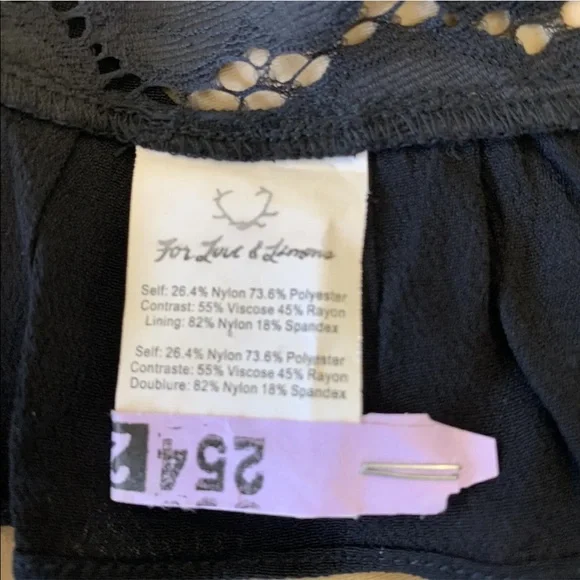 For Love & Lemons
Self: 26.4% Nylon 73.6% Polyester
Contrast: 55% Viscose 45% Rayon
Lining: 82% Nylon 18% Spandex
Self: 26.4% Nylon 73.6% Polyester
Contraste: 55% Viscose 45% Rayon
Doublure: 82% Nylon 18% Spandex
254